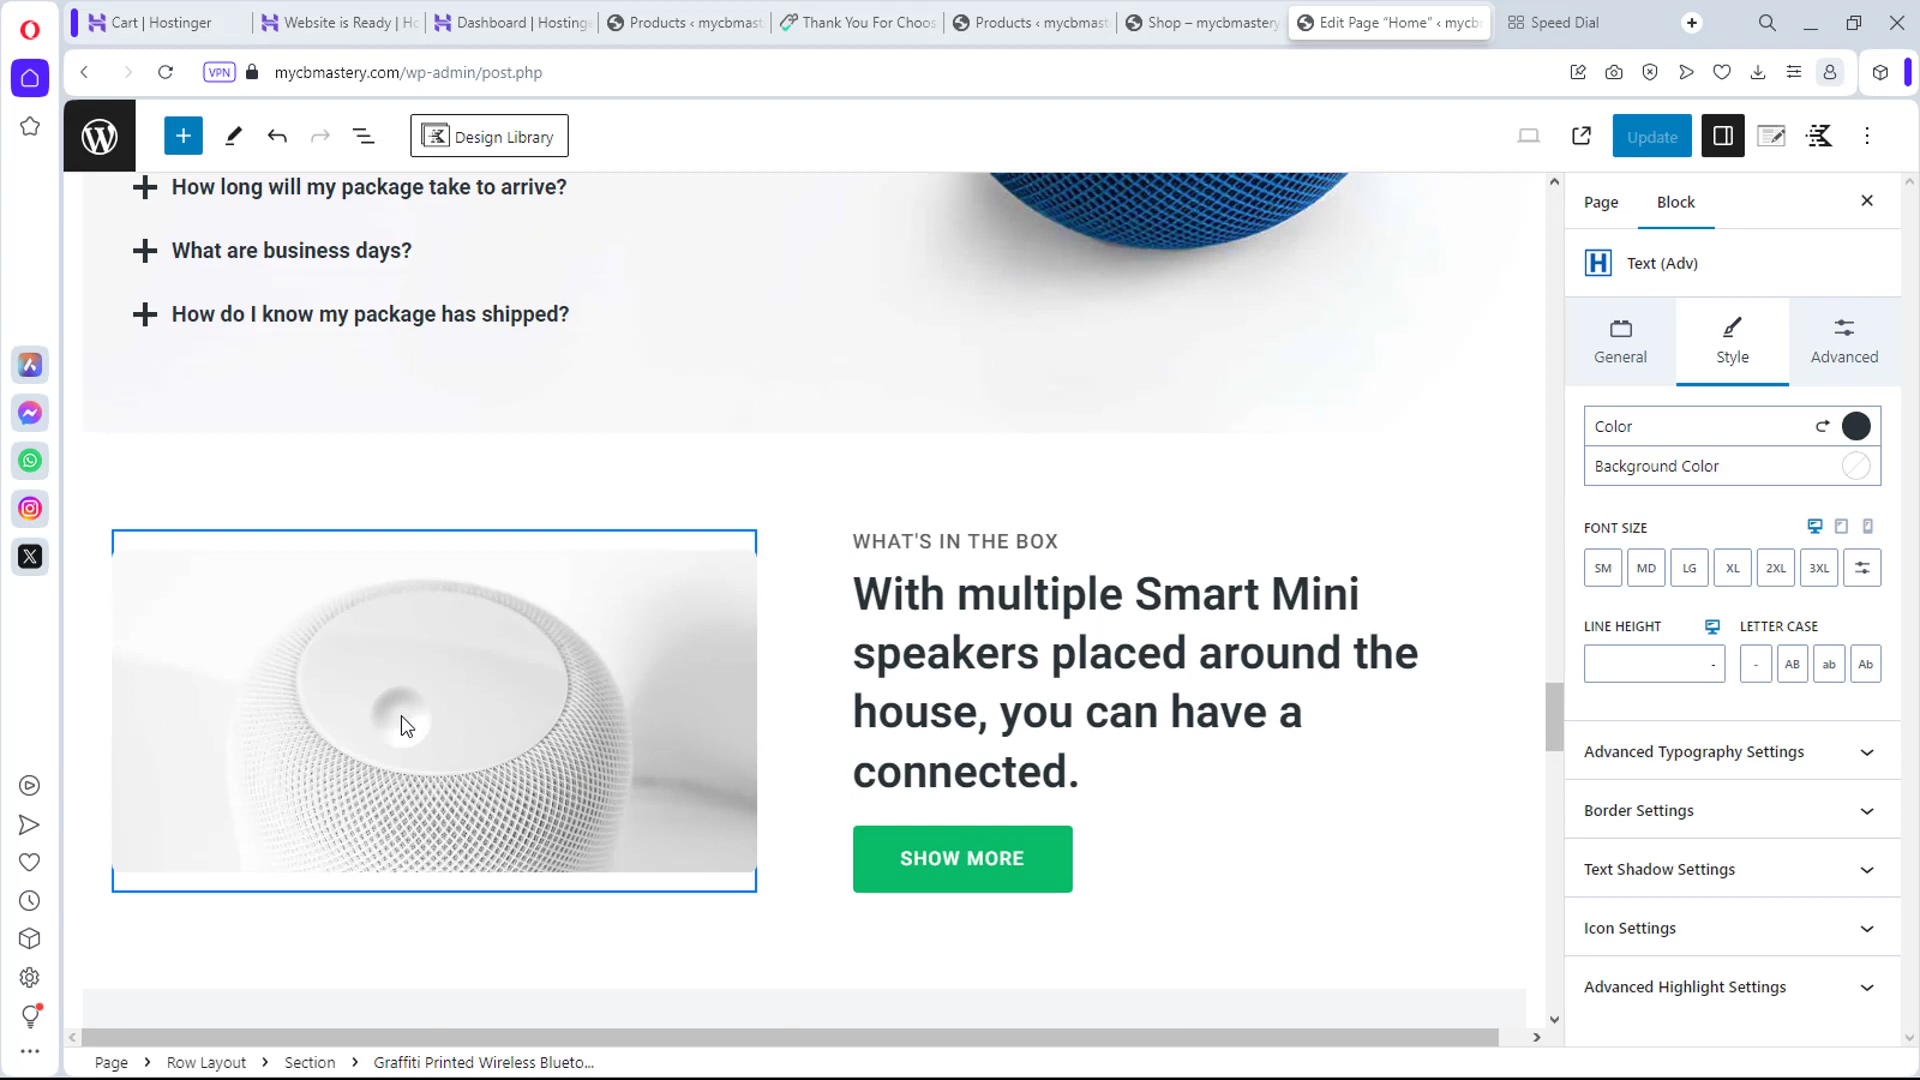 Cart | Hostinger
Website is Ready | Ho
Dashboard | Hosting
Products ‹ mycbmast
Thank You For Choos
Products ‹ mycbmast
Shop – mycbmastery
Edit Page “Home” ‹ mycb
Speed Dial
VPN
mycbmastery.com/wp-admin/post.php
Design Library
Update
How long will my package take to arrive?
What are business days?
How do I know my package has shipped?
WHAT'S IN THE BOX
With multiple Smart Mini
speakers placed around the
house, you can have a
connected.
SHOW MORE
Page
Block
Text (Adv)
General
Style
Advanced
Color
Background Color
FONT SIZE
SM
MD
LG
XL
2XL
3XL
LINE HEIGHT
LETTER CASE
-
-
AB
ab
Ab
Advanced Typography Settings
Border Settings
Text Shadow Settings
Icon Settings
Advanced Highlight Settings
Page
Row Layout
Section
Graffiti Printed Wireless Blueto...